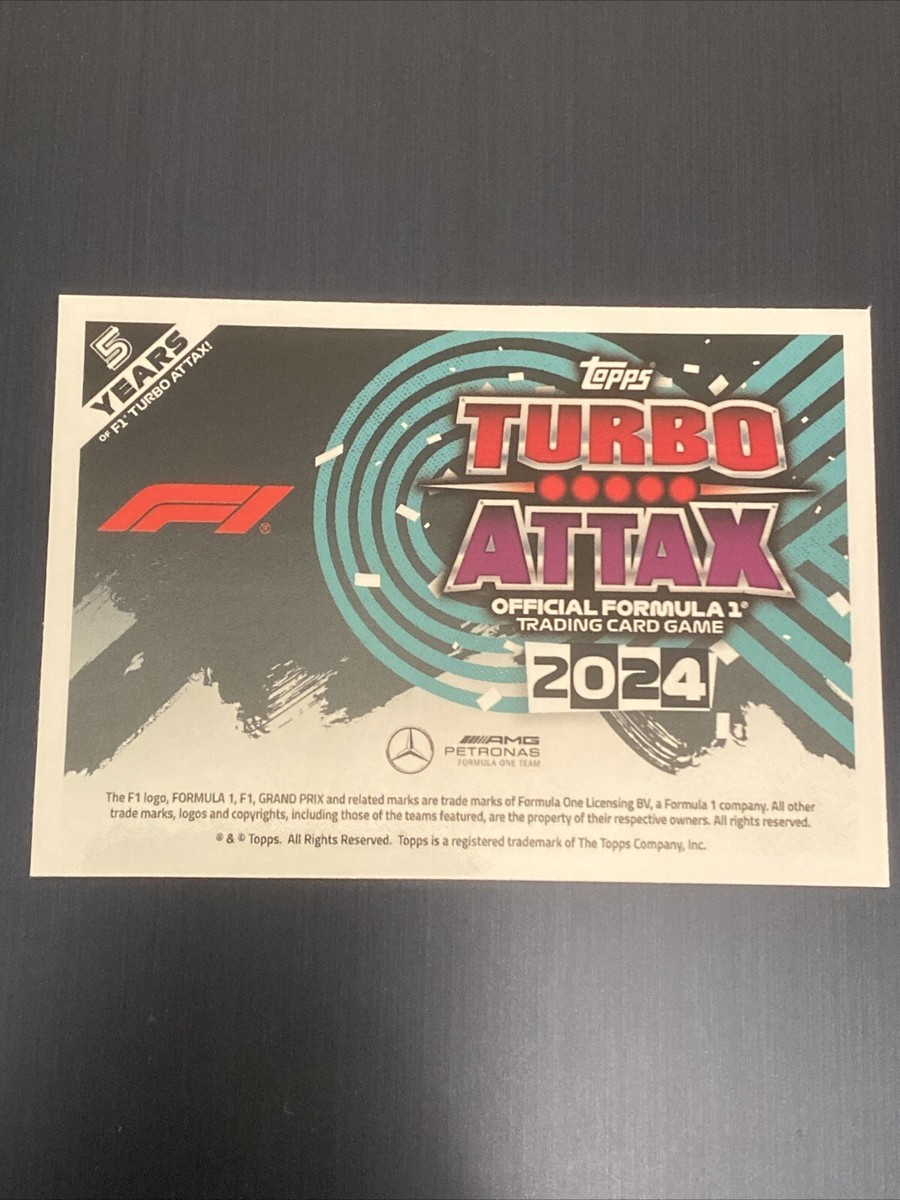 5
YEARS
OF F1® TURBO ATTAX!
F1®
topps®
TURBO
ATTAX
OFFICIAL FORMULA 1®
TRADING CARD GAME
2024
AMG
PETRONAS
FORMULA ONE TEAM
The F1 logo, FORMULA 1, F1, GRAND PRIX and related marks are trade marks of Formula One Licensing BV, a Formula 1 company. All other
trade marks, logos and copyrights, including those of the teams featured, are the property of their respective owners. All rights reserved.
® & © Topps. All Rights Reserved. Topps is a registered trademark of The Topps Company, Inc.